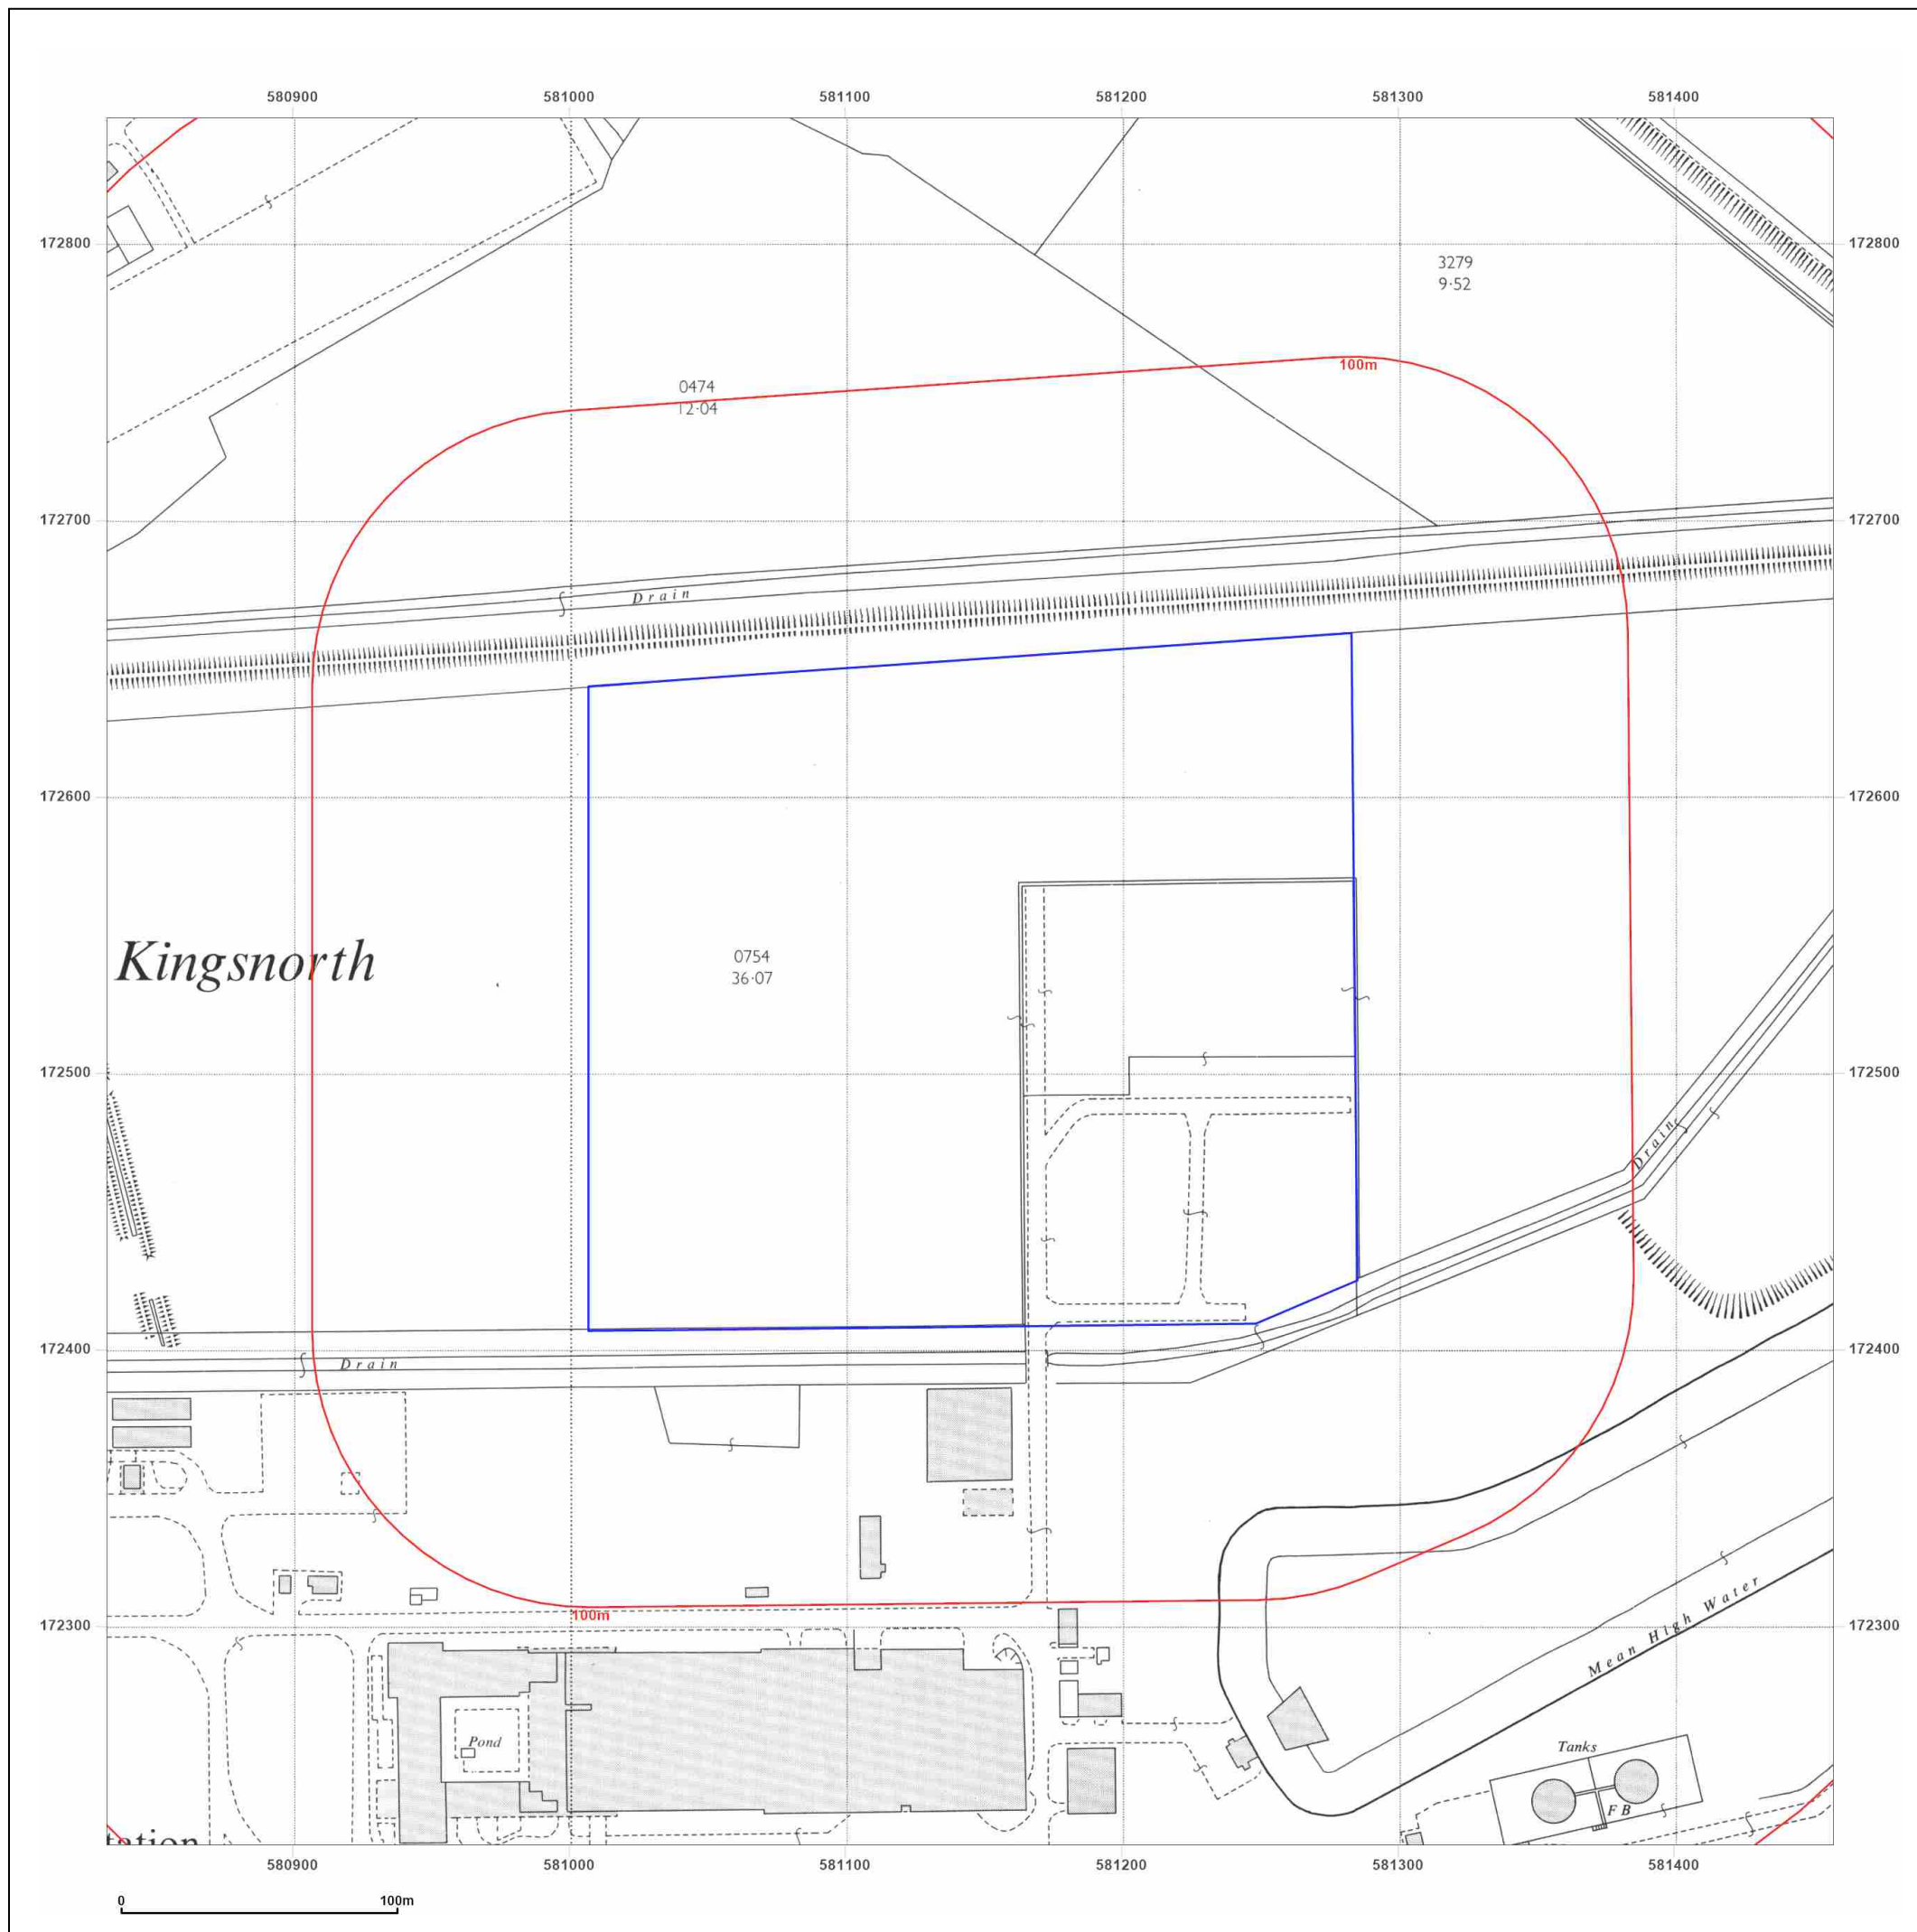 580900 581000 581100 581200 581300 581400
172800 172800
3279
9·52
100m
0474
12·04
172700 172700
Drain
172600 172600
Kingsnorth
0754
36·07
172500 172500
Drain
172400 172400
Drain
100m
172300 172300
Mean High Water
Pond
Tanks
F B
tation
580900 581000 581100 581200 581300 581400
0 100m